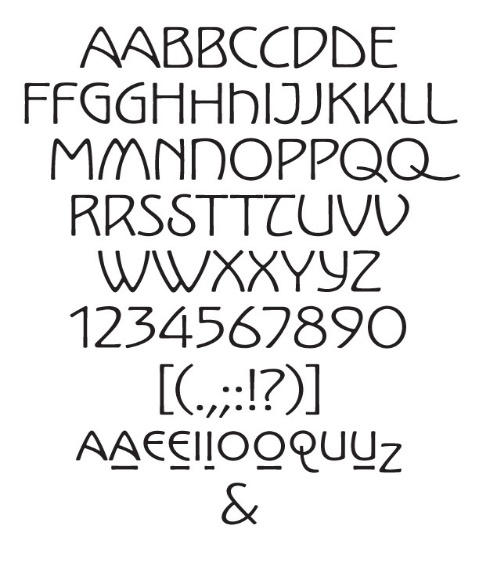 AABBCCDDE
FFGGHHhIJJKKLL
MMNNOPPQQ
RRSSTTTUVV
WWXXYYZ
1234567890
[(.,;:!?)]
AAEEIIOOQUUZ
&